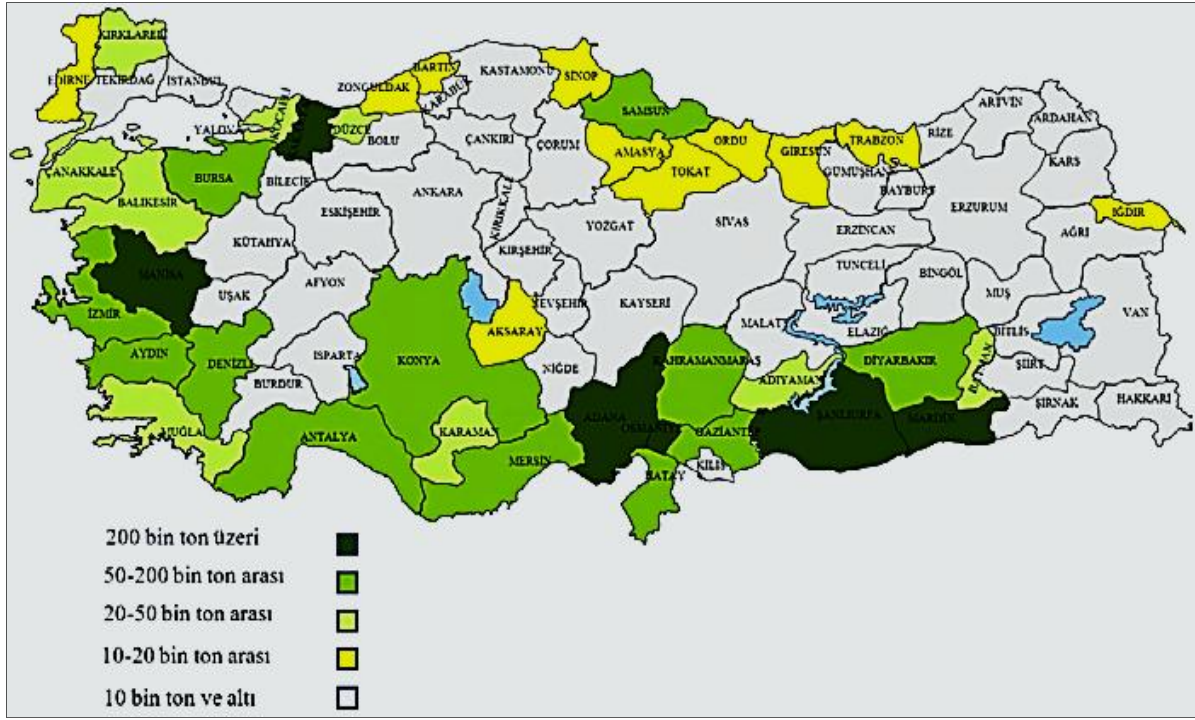 KIRKLARELİ
EDİRNE
TEKİRDAĞ
İSTANBUL
YALOVA
KOCAELİ
DÜZCE
BOLU
ZONGULDAK
BARTIN
KARABÜK
KASTAMONU
SİNOP
SAMSUN
ÇANKIRI
ÇORUM
AMASYA
TOKAT
ORDU
GİRESUN
TRABZON
GÜMÜŞHANE
BAYBURT
RİZE
ARTVİN
ARDAHAN
KARS
IĞDIR
AĞRI
ERZURUM
ERZİNCAN
ÇANAKKALE
BALIKESİR
BURSA
BİLECİK
ESKİŞEHİR
ANKARA
KIRIKKALE
KIRŞEHİR
YOZGAT
SİVAS
TUNCELİ
BİNGÖL
MUŞ
BİTLİS
VAN
KÜTAHYA
MANİSA
UŞAK
AFYON
İZMİR
AYDIN
DENİZLİ
ISPARTA
BURDUR
MUĞLA
ANTALYA
KONYA
AKSARAY
NEVŞEHİR
KAYSERİ
NİĞDE
KARAMAN
MERSİN
ADANA
OSMANİYE
HATAY
KAHRAMANMARAŞ
GAZİANTEP
KİLİS
MALATYA
ELAZIĞ
ADIYAMAN
ŞANLIURFA
DİYARBAKIR
MARDİN
BATMAN
SİİRT
ŞIRNAK
HAKKARİ
200 bin ton üzeri
50-200 bin ton arası
20-50 bin ton arası
10-20 bin ton arası
10 bin ton ve altı